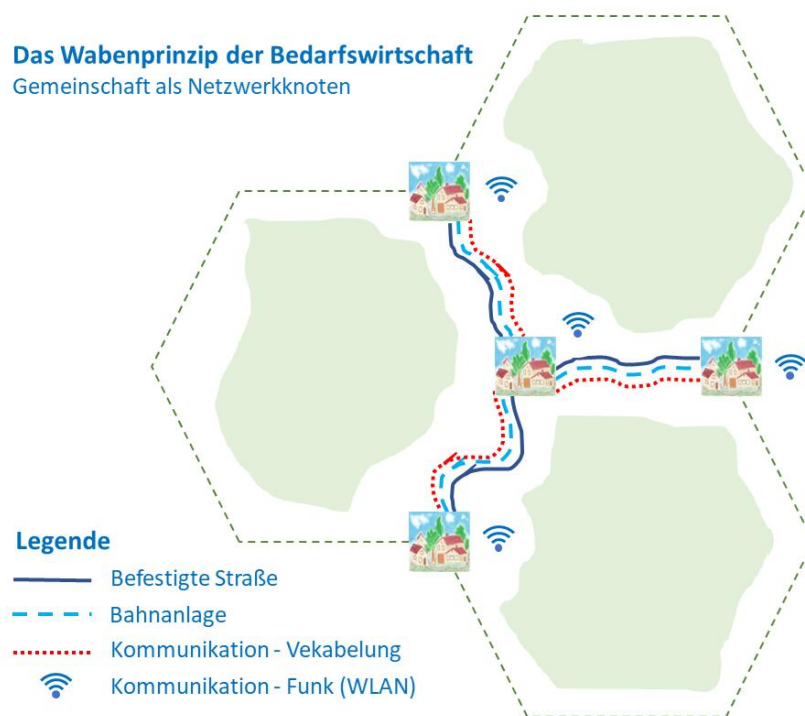 Das Wabenprinzip der Bedarfswirtschaft
Gemeinschaft als Netzwerkknoten
Legende
Befestigte Straße
Bahnanlage
Kommunikation - Vekabelung
Kommunikation - Funk (WLAN)